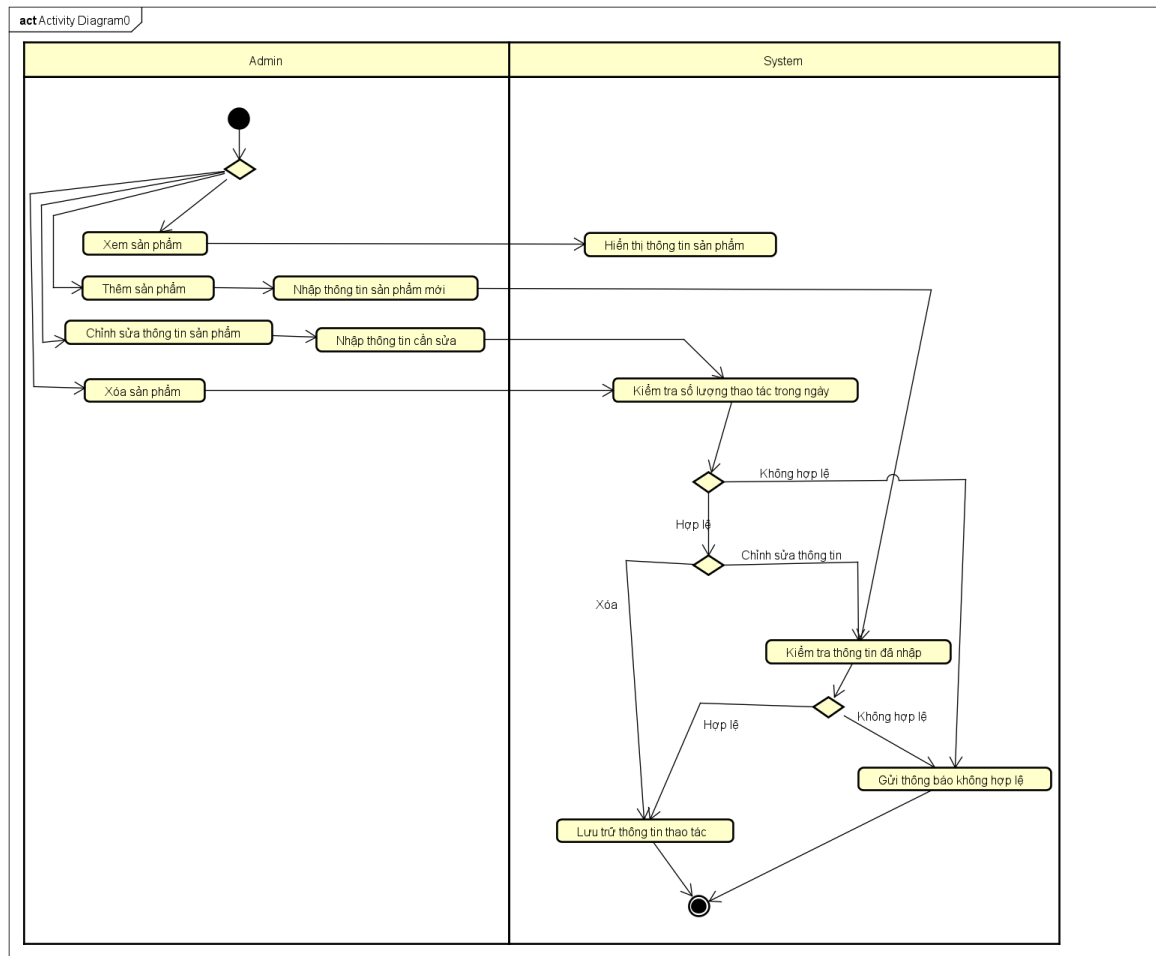 act Activity Diagram0
Admin
System
Xem sản phẩm
Hiển thị thông tin sản phẩm
Thêm sản phẩm
Nhập thông tin sản phẩm mới
Chỉnh sửa thông tin sản phẩm
Nhập thông tin cần sửa
Xóa sản phẩm
Kiểm tra số lượng thao tác trong ngày
Không hợp lệ
Hợp lệ
Chỉnh sửa thông tin
Xóa
Kiểm tra thông tin đã nhập
Hợp lệ
Không hợp lệ
Gửi thông báo không hợp lệ
Lưu trữ thông tin thao tác